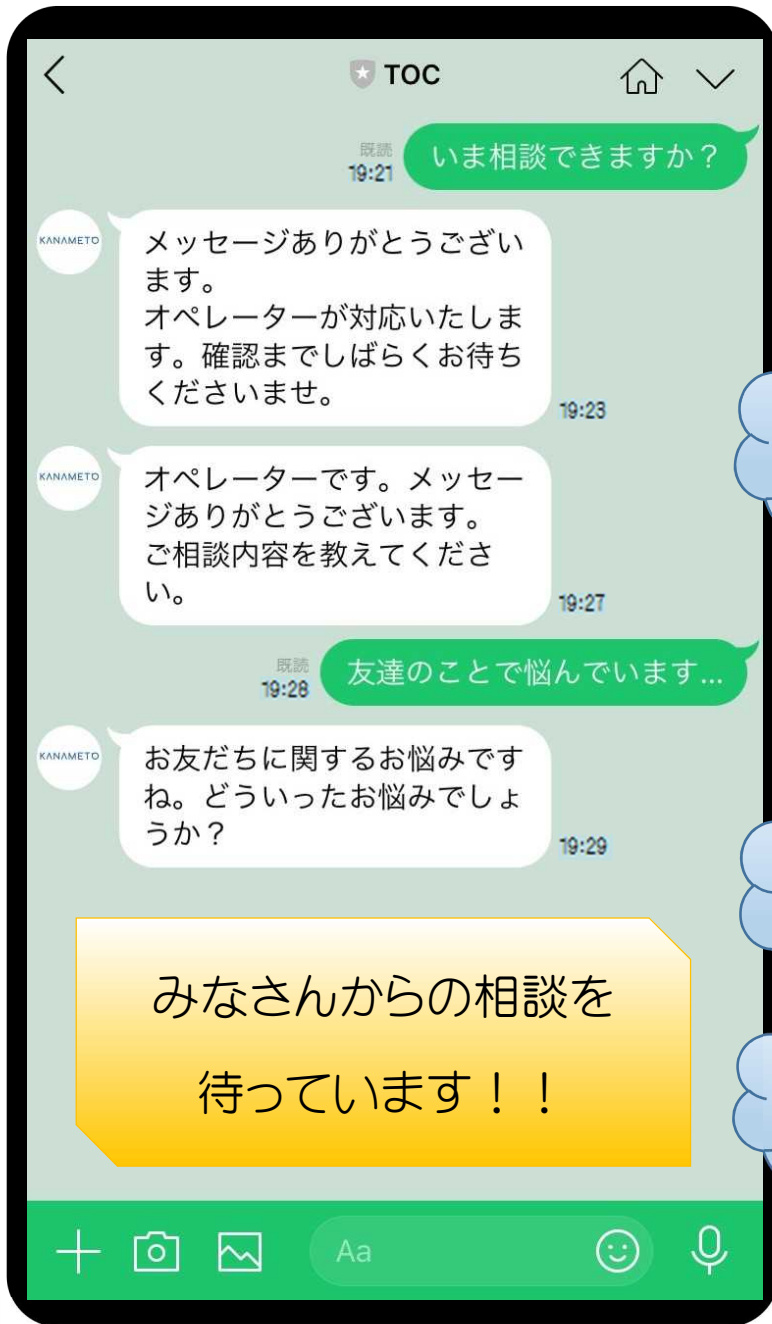 TOC
既読
19:21
いま相談できますか？
KANAMETO
メッセージありがとうござい
ます。
オペレーターが対応いたしま
す。確認までしばらくお待ち
くださいませ。
19:23
KANAMETO
オペレーターです。メッセー
ジありがとうございます。
ご相談内容を教えてくださ
い。
19:27
既読
19:28
友達のことで悩んでいます...
KANAMETO
お友だちに関するお悩みです
ね。どういったお悩みでしょ
うか？
19:29
みなさんからの相談を
待っています！！
Aa